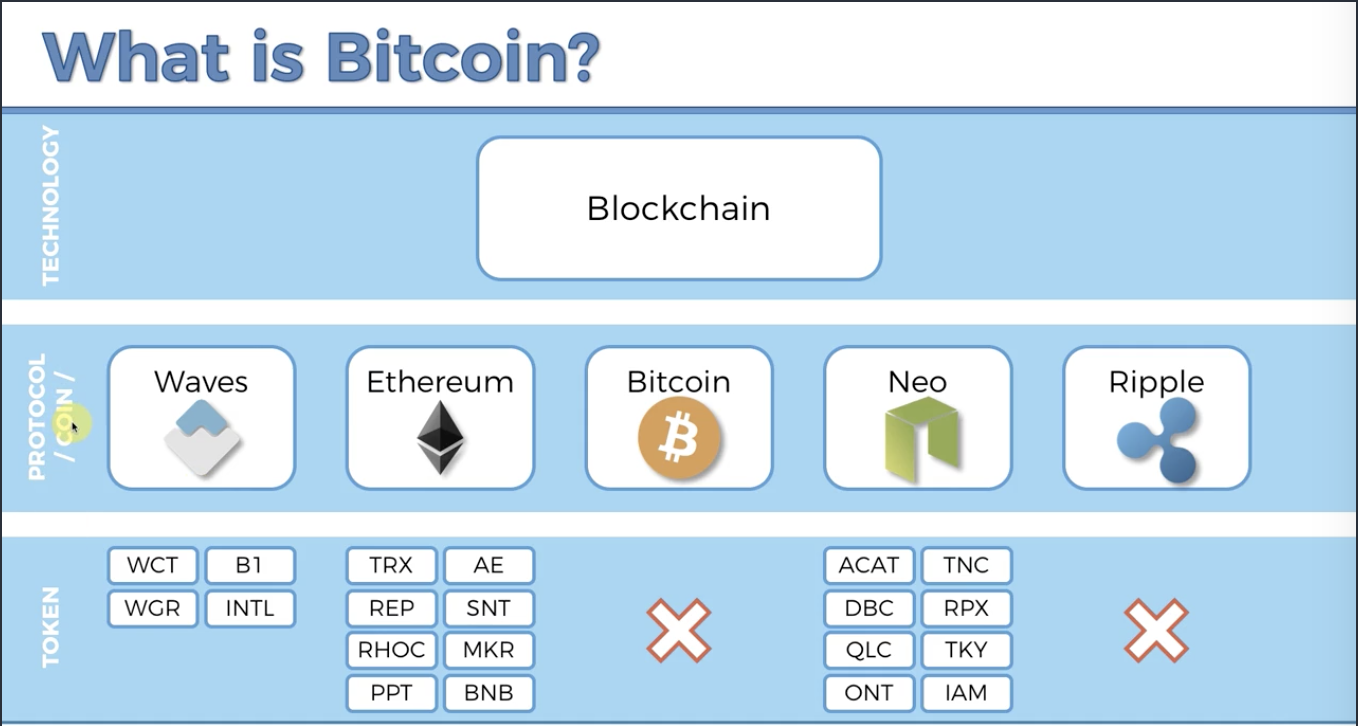 What is Bitcoin?
TECHNOLOGY
Blockchain
PROTOCOL
/ COIN /
Waves
Ethereum
Bitcoin
Neo
Ripple
TOKEN
WCT B1
WGR INTL
TRX AE
REP SNT
RHOC MKR
PPT BNB
ACAT TNC
DBC RPX
QLC TKY
ONT IAM